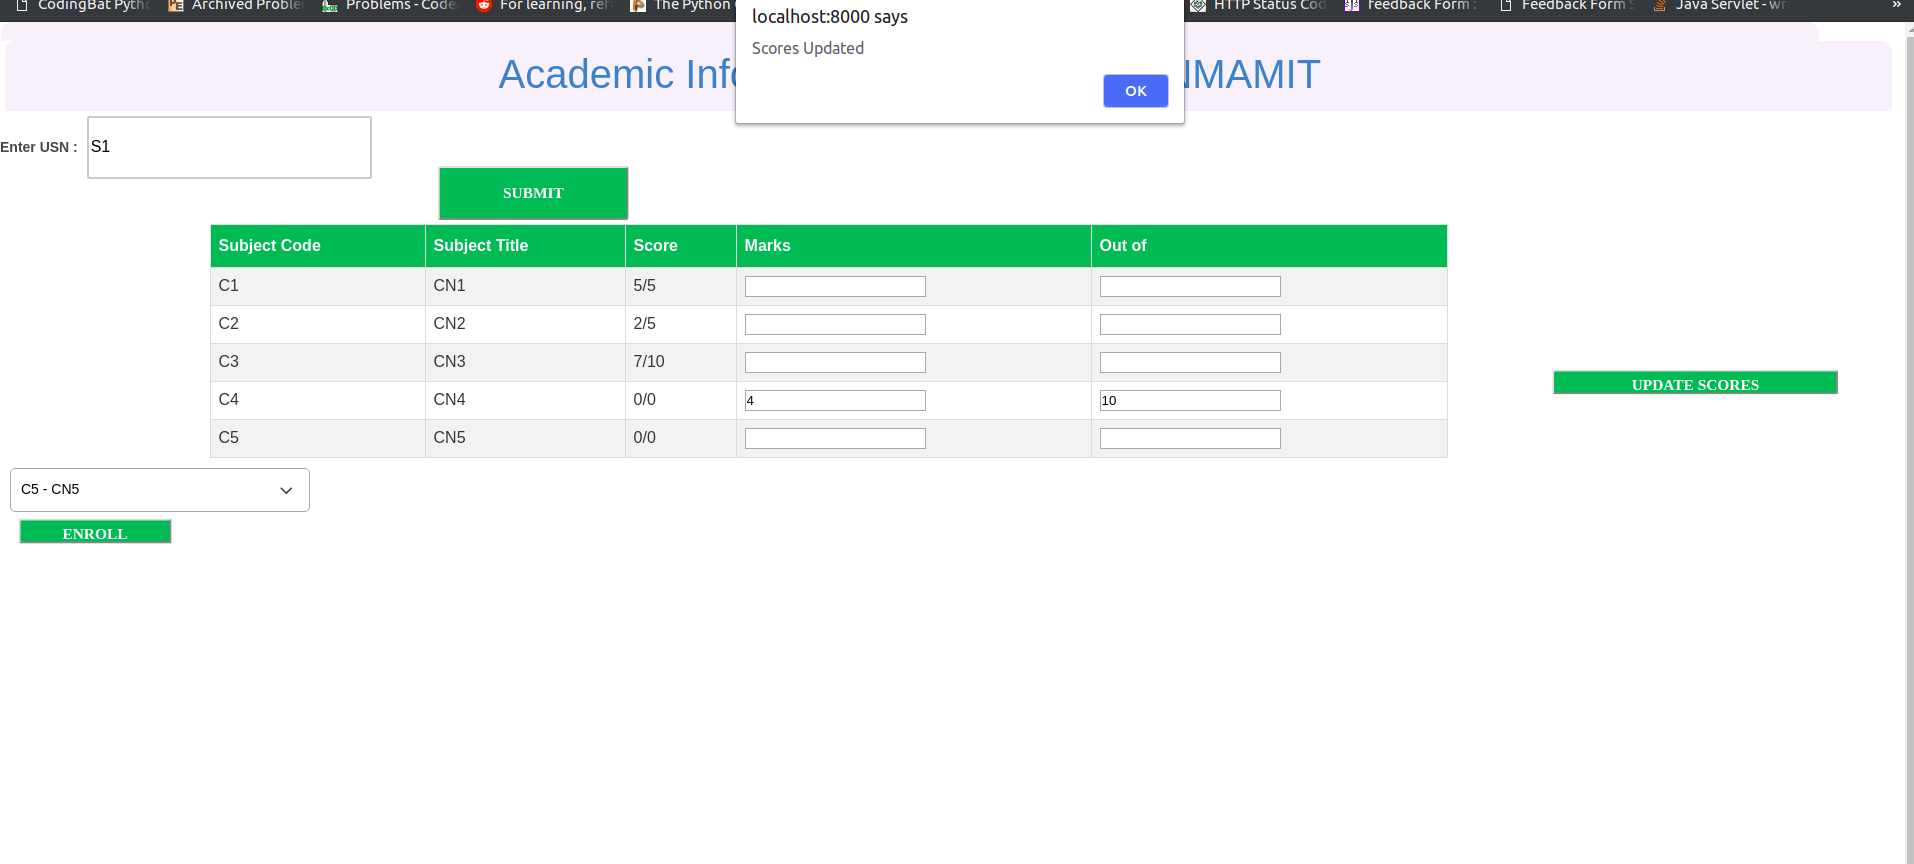 CodingBat Pytho Archived Proble Problems - Code For learning, ref The Python HTTP Status Cod feedback Form : Feedback Form Java Servlet - wr »
localhost:8000 says
Scores Updated
OK
Academic Info NMAMIT
Enter USN : S1
SUBMIT
Subject Code Subject Title Score Marks Out of
C1 CN1 5/5
C2 CN2 2/5
C3 CN3 7/10
C4 CN4 0/0 4 10
C5 CN5 0/0
UPDATE SCORES
C5 - CN5
ENROLL